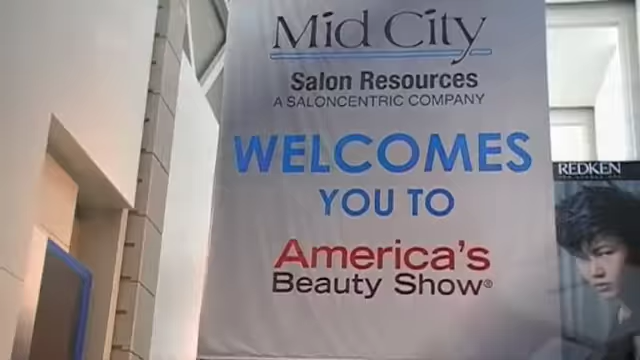 Mid City
Salon Resources
A SALONCENTRIC COMPANY
WELCOMES
YOU TO
America's
Beauty Show®
REDKEN